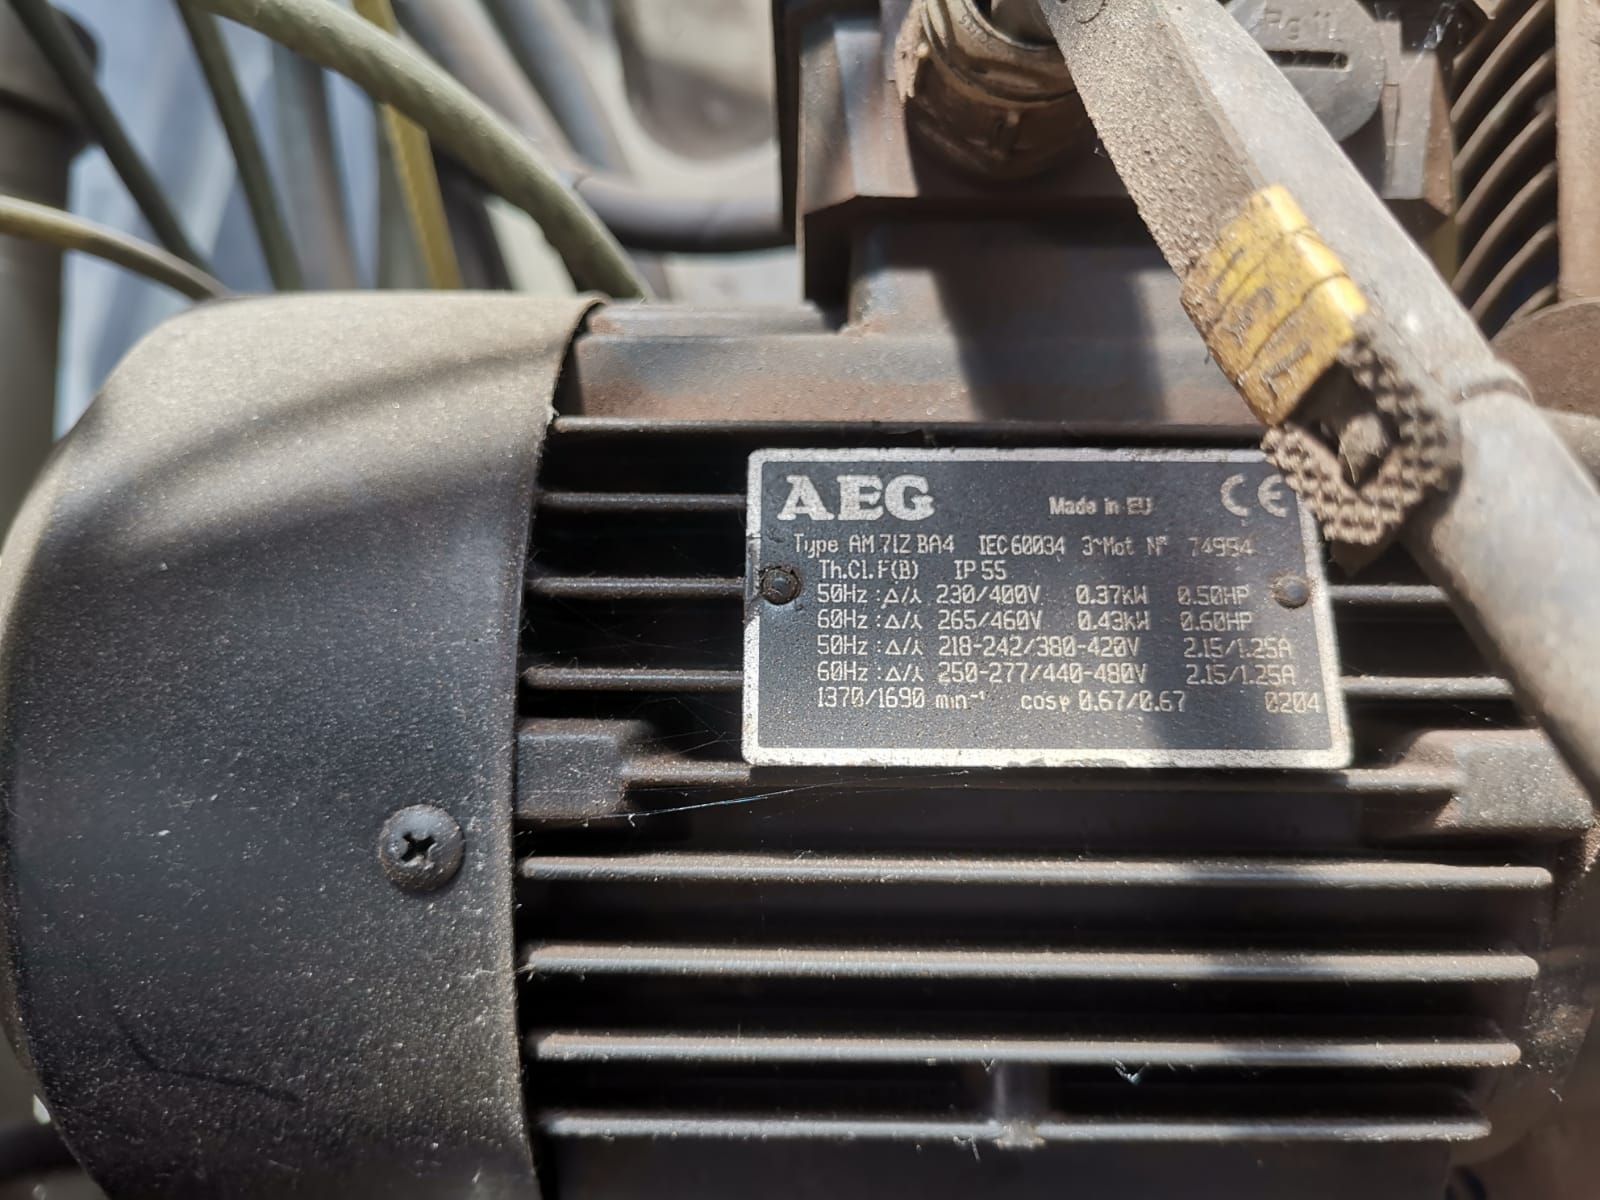 Pg 11
AEG Made in EU CE
Type AM 71Z BA4 IEC 60034 3~Mot Nº 74994
Th.Cl.F(B) IP 55
50Hz : Δ/⅄ 230/400V 0.37kW 0.50HP
60Hz : Δ/⅄ 265/460V 0.43kW 0.60HP
50Hz : Δ/⅄ 218-242/380-420V 2.15/1.25A
60Hz : Δ/⅄ 250-277/440-480V 2.15/1.25A
1370/1690 min⁻¹ cosφ 0.67/0.67 0204